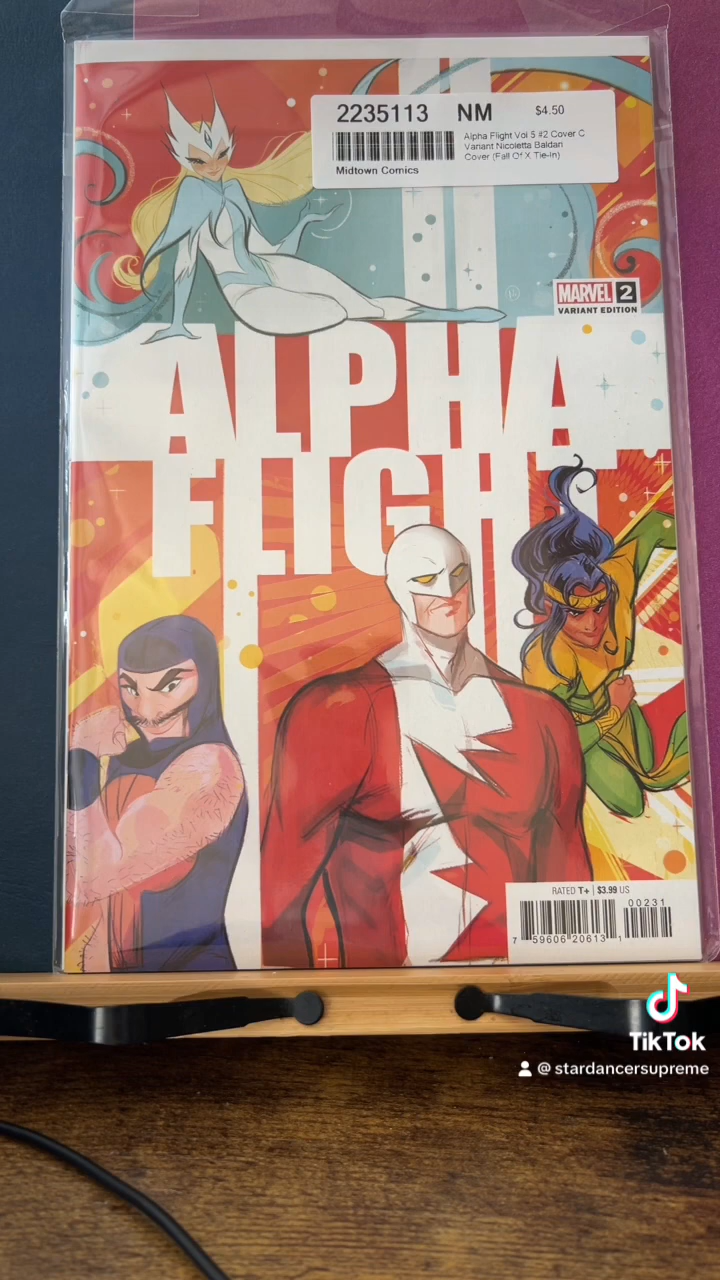 2235113 NM $4.50
Alpha Flight Vol 5 #2 Cover C
Variant Nicoletta Baldari
Cover (Fall Of X Tie-In)
Midtown Comics
MARVEL 2
VARIANT EDITION
ALPHA
FLIGHT
RATED T+ $3.99 US
00231
7 59606 20613 1
TikTok
@stardancersupreme